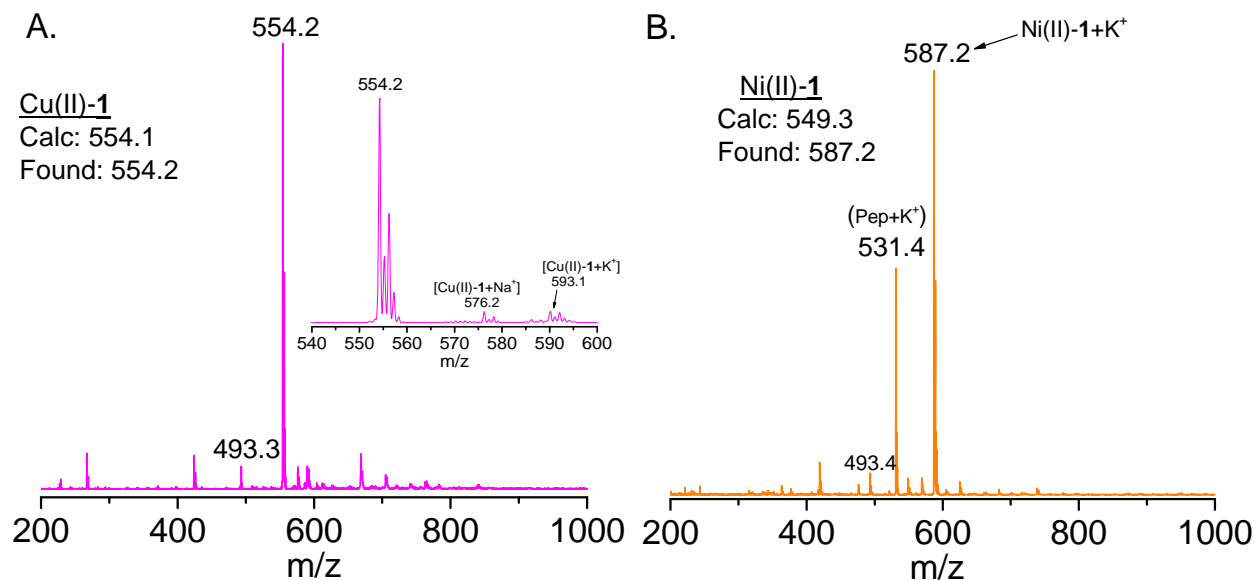 A.
554.2
Cu(II)-1
Calc: 554.1
Found: 554.2
554.2
[Cu(II)-1+Na+]
576.2
[Cu(II)-1+K+]
593.1
540 550 560 570 580 590 600
m/z
493.3
200 400 600 800 1000
m/z
B.
Ni(II)-1+K+
587.2
Ni(II)-1
Calc: 549.3
Found: 587.2
(Pep+K+)
531.4
493.4
200 400 600 800 1000
m/z